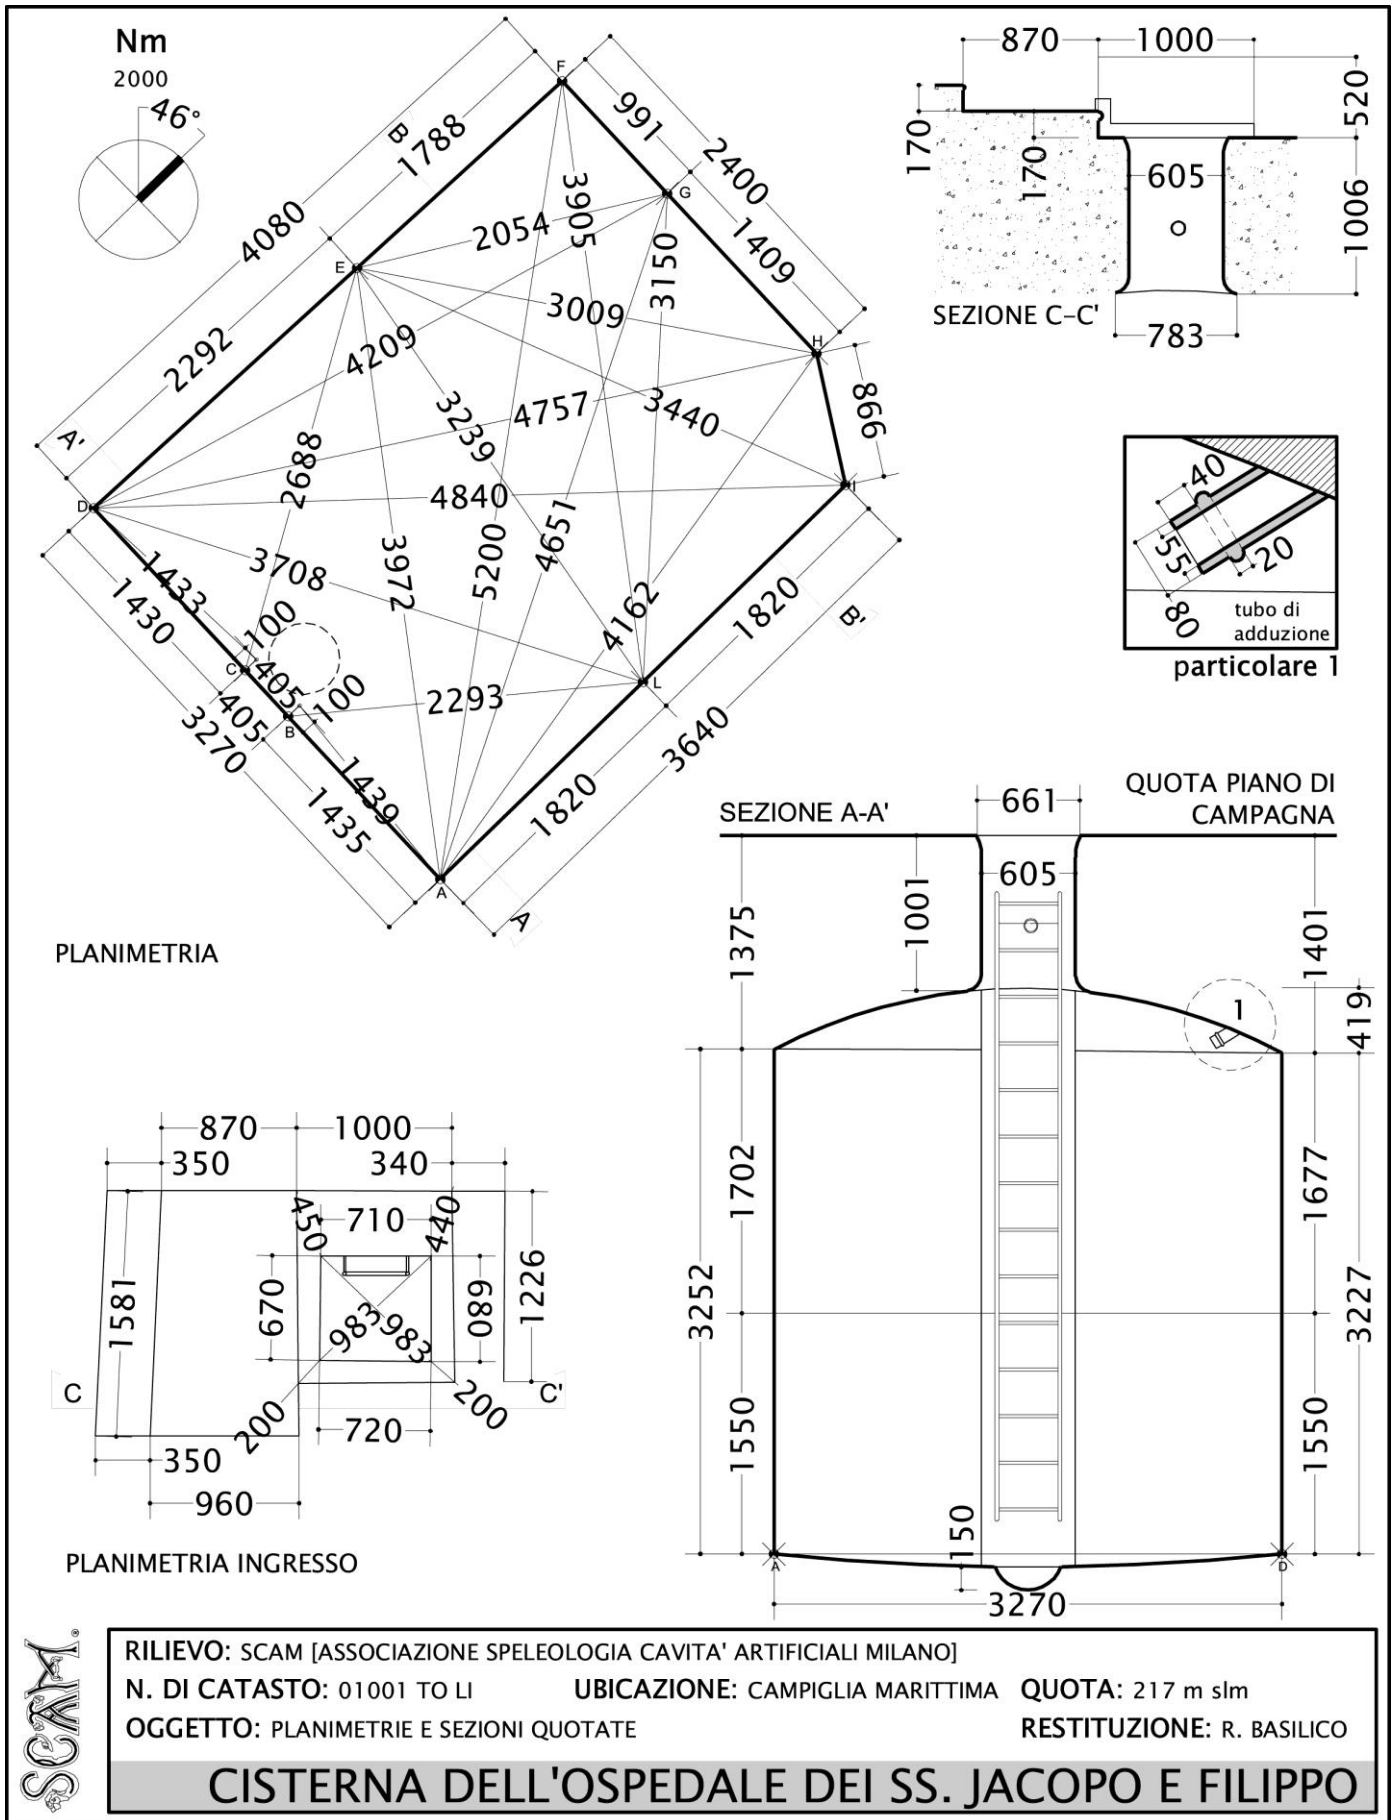 Nm
2000
46°
F
B
1788
991
2400
4080
3905
G
2054
1409
3150
E
3009
H
2292
4209
866
A'
3239
4757
3440
2688
D
4840
I
3972
5200
4651
3708
1433
1430
4162
1820
B'
100
C
405
100
2293
L
405
B
3270
3640
1439
1435
1820
A
A
PLANIMETRIA
870
1000
520
170
170
605
1006
SEZIONE C-C'
783
40
55
20
80
tubo di
adduzione
particolare 1
SEZIONE A-A'
661
QUOTA PIANO DI
CAMPAGNA
605
1001
1375
1401
1
419
1702
1677
3252
3227
1550
1550
150
A
D
3270
870
1000
350
340
450
710
440
1581
670
680
1226
983
983
C
C'
200
200
720
350
960
PLANIMETRIA INGRESSO
SCAM
®
RILIEVO: SCAM [ASSOCIAZIONE SPELEOLOGIA CAVITA' ARTIFICIALI MILANO]
N. DI CATASTO: 01001 TO LI UBICAZIONE: CAMPIGLIA MARITTIMA QUOTA: 217 m slm
OGGETTO: PLANIMETRIE E SEZIONI QUOTATE RESTITUZIONE: R. BASILICO
CISTERNA DELL'OSPEDALE DEI SS. JACOPO E FILIPPO